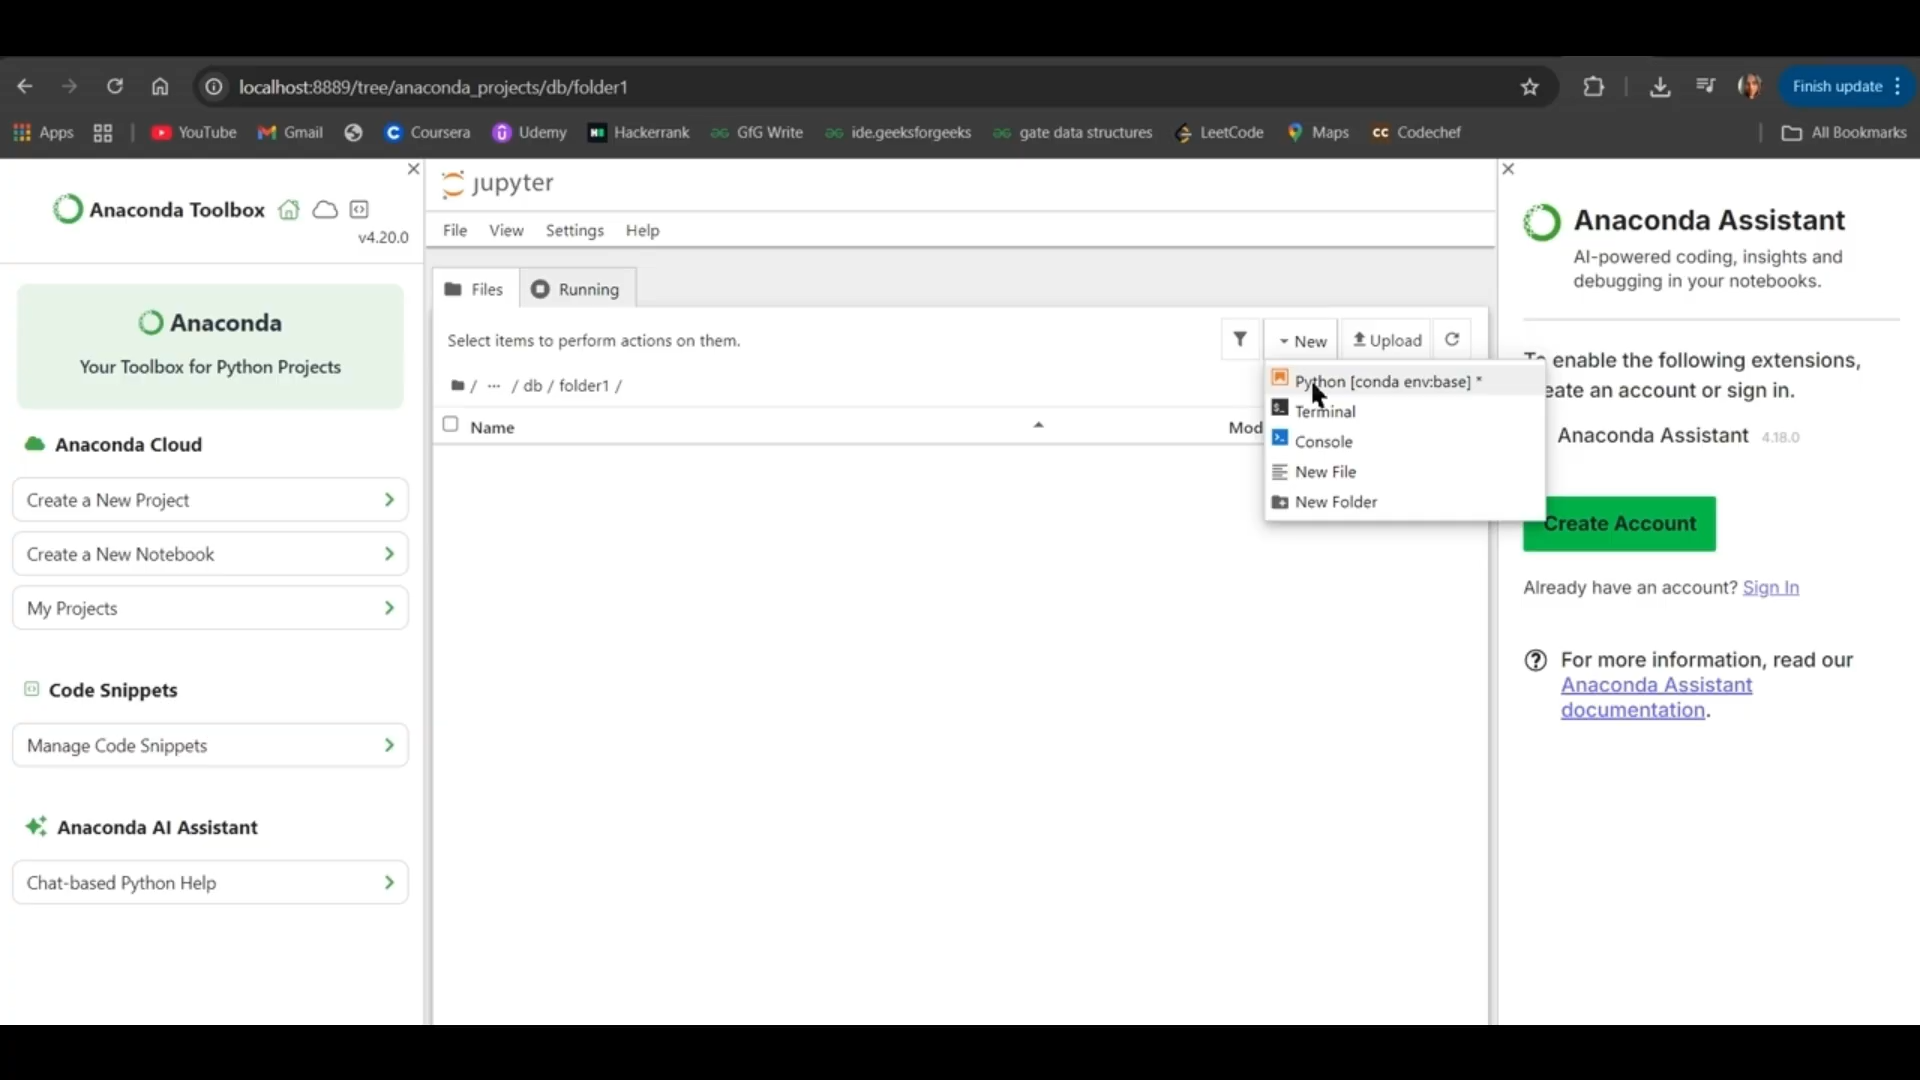 localhost:8889/tree/anaconda_projects/db/folder1
Finish update
Apps
YouTube
Gmail
Coursera
Udemy
Hackerrank
GfG Write
ide.geeksforgeeks
gate data structures
LeetCode
Maps
CC Codechef
All Bookmarks
Anaconda Toolbox
v4.20.0
Anaconda
Your Toolbox for Python Projects
Anaconda Cloud
Create a New Project
Create a New Notebook
My Projects
Code Snippets
Manage Code Snippets
Anaconda AI Assistant
Chat-based Python Help
jupyter
File View Settings Help
Files Running
Select items to perform actions on them.
New
Upload
/ ··· / db / folder1 /
Name
Mod
Python [conda env:base] *
Terminal
Console
New File
New Folder
Anaconda Assistant
AI-powered coding, insights and
debugging in your notebooks.
To enable the following extensions,
eate an account or sign in.
Anaconda Assistant 4.18.0
Create Account
Already have an account? Sign In
For more information, read our
Anaconda Assistant
documentation.